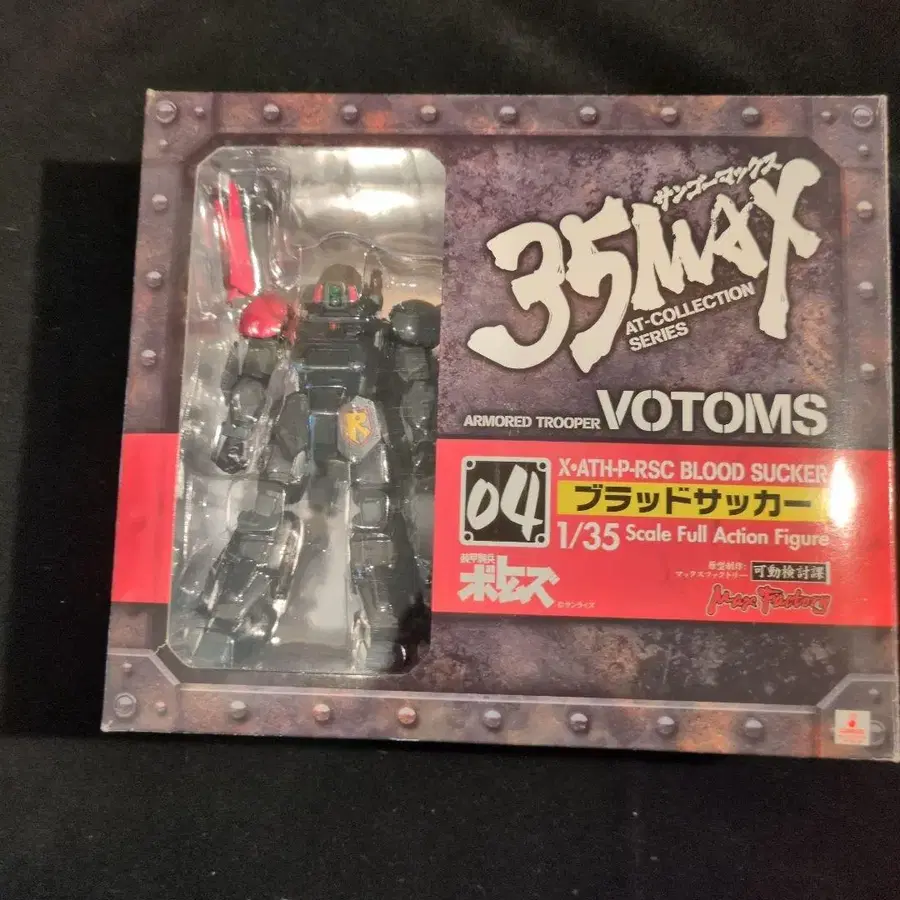 サンゴーマックス
35MAX
AT-COLLECTION
SERIES
ARMORED TROOPER VOTOMS
04
X·ATH-P-RSC BLOOD SUCKER
ブラッドサッカー
1/35 Scale Full Action Figure
装甲騎兵
ボトムズ
©サンライズ
原型制作:
マックスファクトリー
可動検討課
Max Factory
R